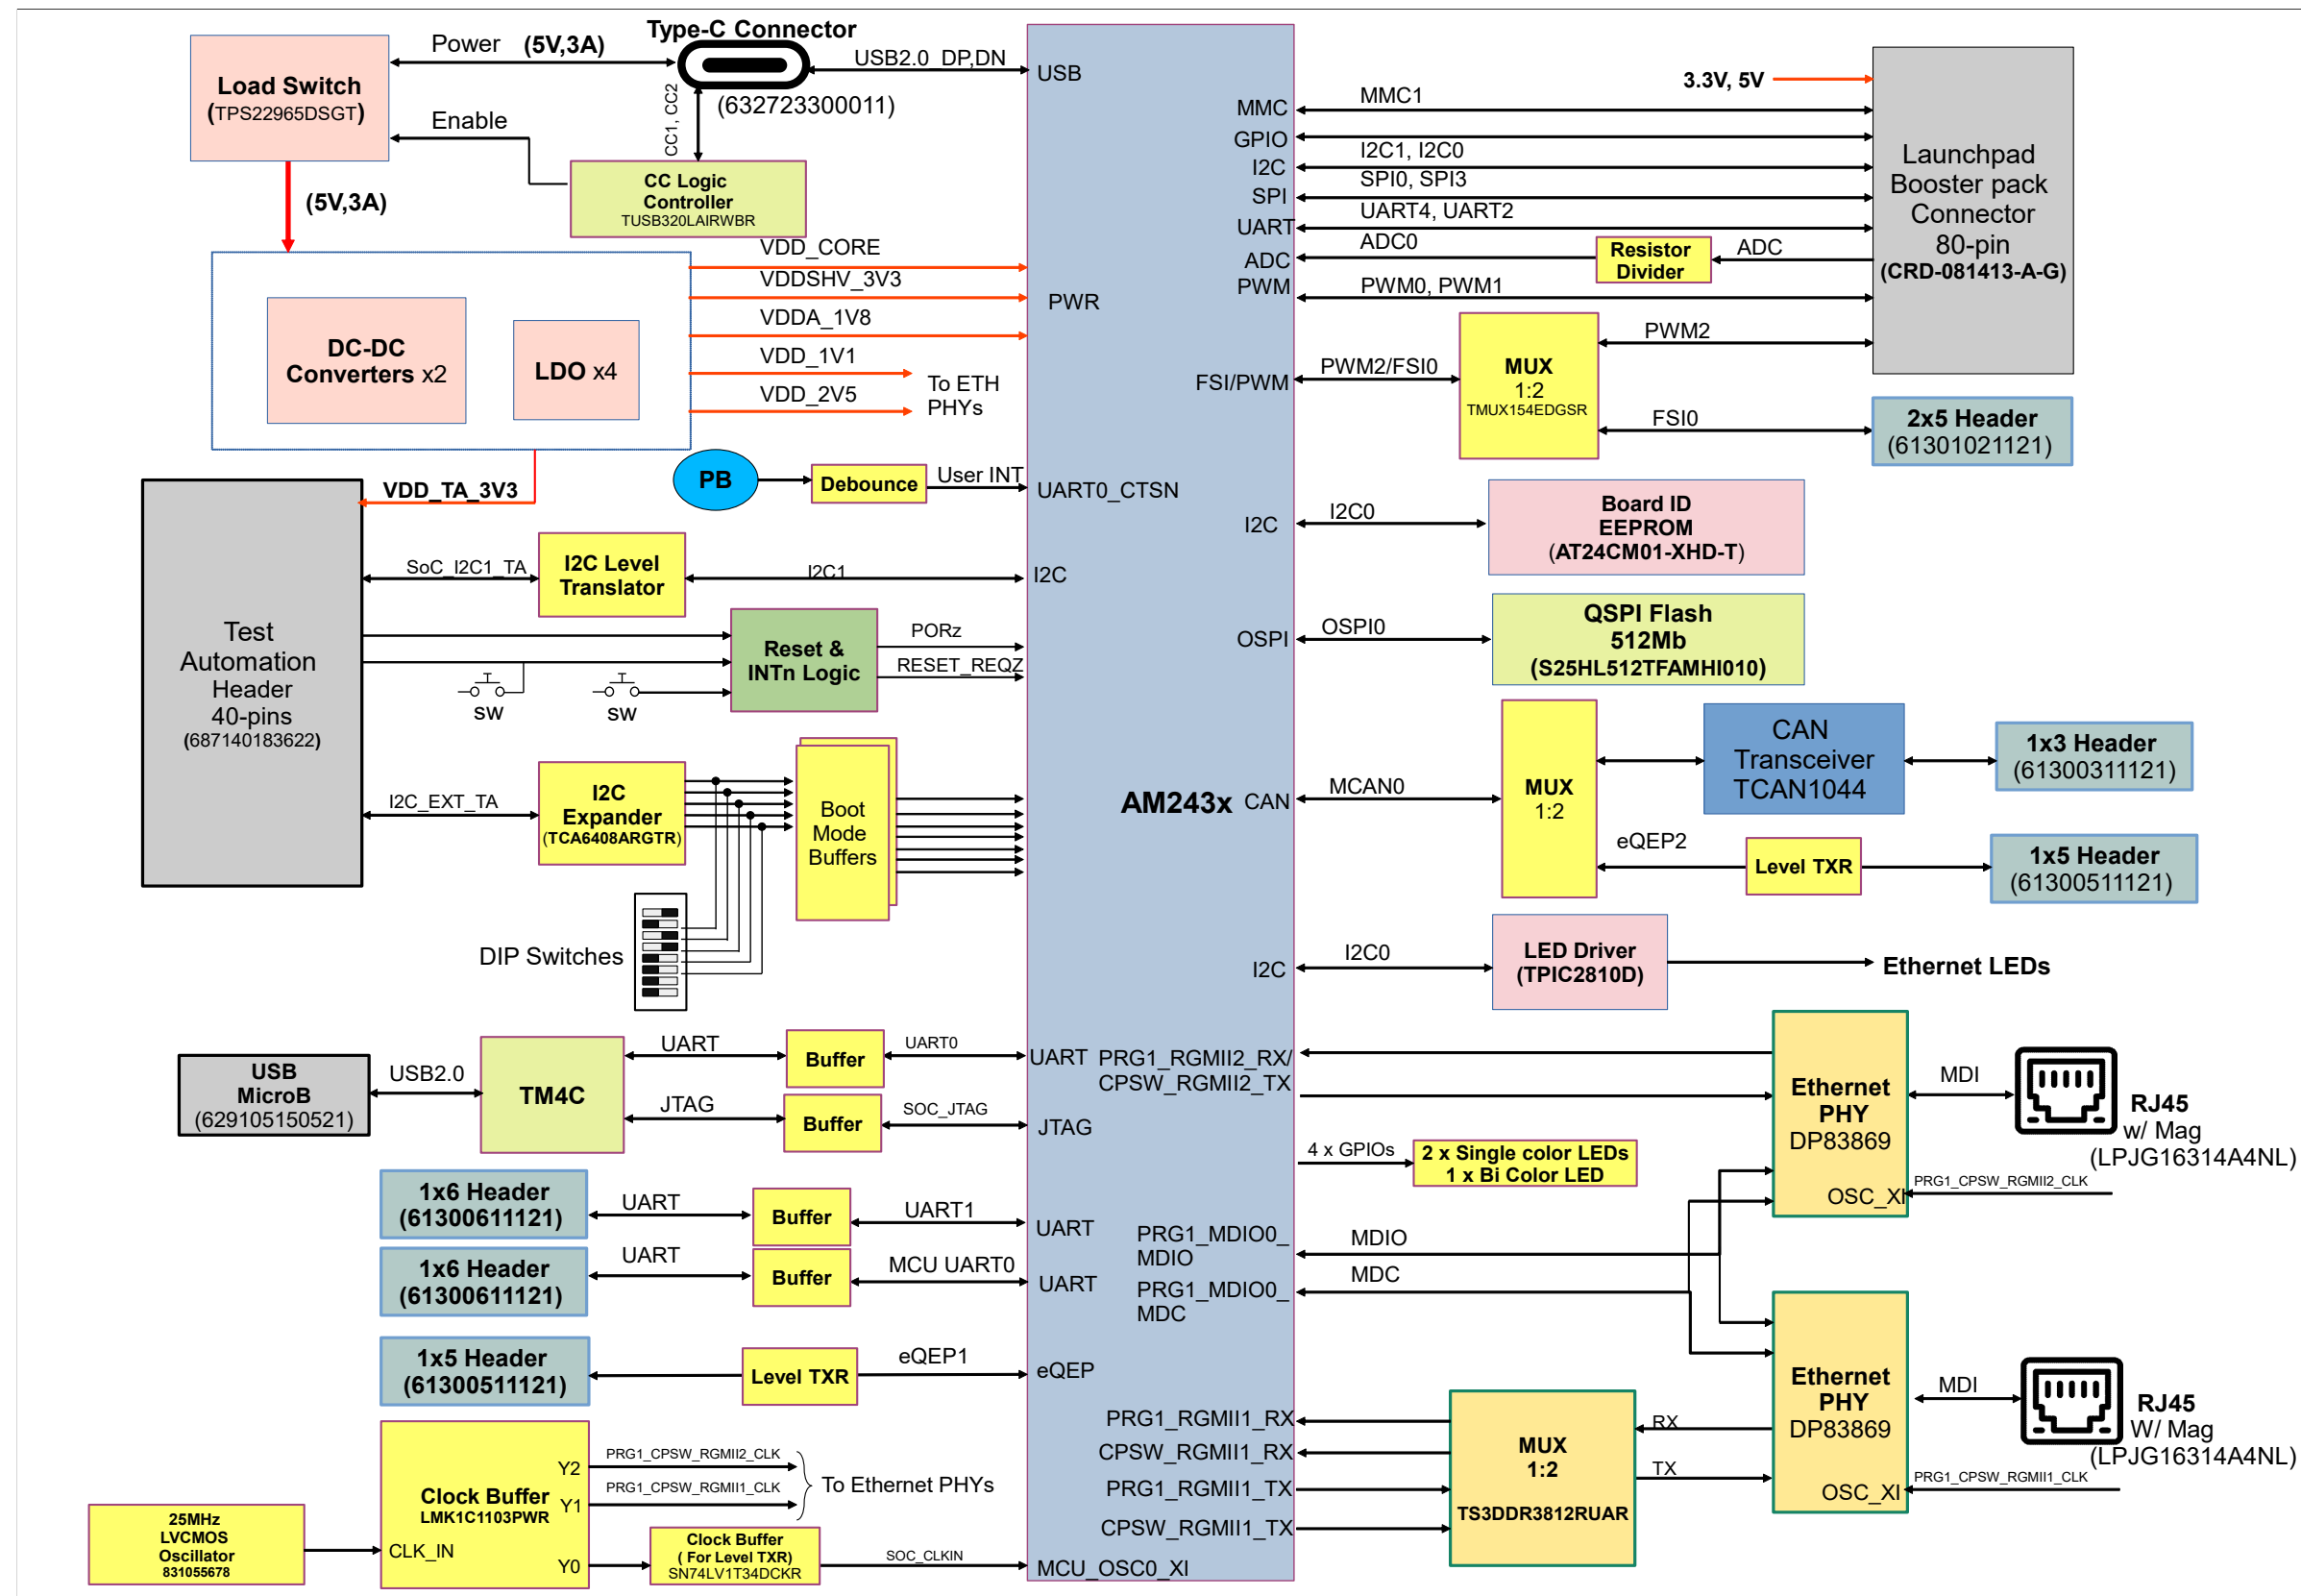 Type-C Connector
Power
(5V,3A)
Load Switch
(TPS22965DSGT)
Enable
CC1, CC2
USB2.0_DP,DN
(632723300011)
CC Logic
Controller
TUSB320LAIRWBR
(5V,3A)
DC-DC
Converters x2
LDO x4
VDD_CORE
VDDSHV_3V3
VDDA_1V8
VDD_1V1
VDD_2V5
To ETH
PHYs
VDD_TA_3V3
PB
Debounce
User INT
Test
Automation
Header
40-pins
(687140183622)
SoC_I2C1_TA
I2C Level
Translator
I2C1
Reset &
INTn Logic
PORz
RESET_REQZ
SW
SW
I2C_EXT_TA
I2C
Expander
(TCA6408ARGTR)
Boot
Mode
Buffers
DIP Switches
USB
MicroB
(629105150521)
USB2.0
TM4C
UART
Buffer
UART0
JTAG
Buffer
SOC_JTAG
1x6 Header
(61300611121)
UART
Buffer
UART1
1x6 Header
(61300611121)
UART
Buffer
MCU UART0
1x5 Header
(61300511121)
Level TXR
eQEP1
25MHz
LVCMOS
Oscillator
831055678
CLK_IN
Clock Buffer
LMK1C1103PWR
Y2
Y1
Y0
PRG1_CPSW_RGMII2_CLK
PRG1_CPSW_RGMII1_CLK
To Ethernet PHYs
Clock Buffer
( For Level TXR)
SN74LV1T34DCKR
SOC_CLKIN
USB
PWR
UART0_CTSN
I2C
UART
JTAG
UART
UART
eQEP
MCU_OSC0_XI
AM243x
MMC
GPIO
I2C
SPI
UART
ADC
PWM
FSI/PWM
I2C
OSPI
CAN
I2C
PRG1_RGMII2_RX/
CPSW_RGMII2_TX
PRG1_MDIO0_
MDIO
PRG1_MDIO0_
MDC
PRG1_RGMII1_RX
CPSW_RGMII1_RX
PRG1_RGMII1_TX
CPSW_RGMII1_TX
3.3V, 5V
MMC1
I2C1, I2C0
SPI0, SPI3
UART4, UART2
ADC0
Resistor
Divider
ADC
PWM0, PWM1
Launchpad
Booster pack
Connector
80-pin
(CRD-081413-A-G)
PWM2/FSI0
MUX
1:2
TMUX154EDGSR
PWM2
FSI0
2x5 Header
(61301021121)
I2C0
Board ID
EEPROM
(AT24CM01-XHD-T)
OSPI0
QSPI Flash
512Mb
(S25HL512TFAMHI010)
MCAN0
MUX
1:2
CAN
Transceiver
TCAN1044
1x3 Header
(61300311121)
eQEP2
Level TXR
1x5 Header
(61300511121)
I2C0
LED Driver
(TPIC2810D)
Ethernet LEDs
Ethernet
PHY
DP83869
OSC_XI
MDI
RJ45
w/ Mag
(LPJG16314A4NL)
PRG1_CPSW_RGMII2_CLK
4 x GPIOs
2 x Single color LEDs
1 x Bi Color LED
MDIO
MDC
Ethernet
PHY
DP83869
OSC_XI
MDI
RJ45
W/ Mag
(LPJG16314A4NL)
PRG1_CPSW_RGMII1_CLK
MUX
1:2
TS3DDR3812RUAR
RX
TX